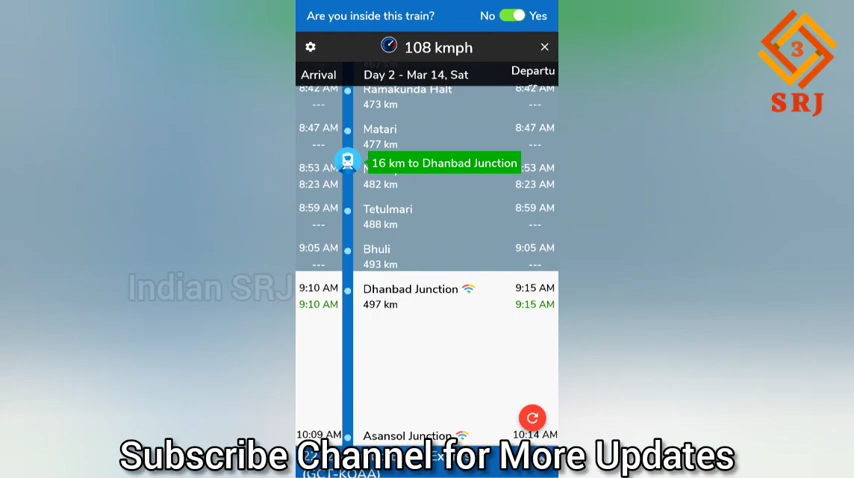 Are you inside this train? No Yes
108 kmph
3
SRJ
Arrival Day 2 - Mar 14, Sat Departu
8:42 AM Ramakunda Halt 8:42 AM
--- 473 km ---
8:47 AM Matari 8:47 AM
--- 477 km ---
16 km to Dhanbad Junction
8:53 AM :53 AM
8:23 AM 482 km 8:23 AM
8:59 AM Tetulmari 8:59 AM
--- 488 km ---
9:05 AM Bhuli 9:05 AM
--- 493 km ---
Indian SRJ
9:10 AM Dhanbad Junction 9:15 AM
9:10 AM 497 km 9:15 AM
10:09 AM Asansol Junction 10:14 AM
Subscribe Channel for More Updates
(GCT-KOAA)